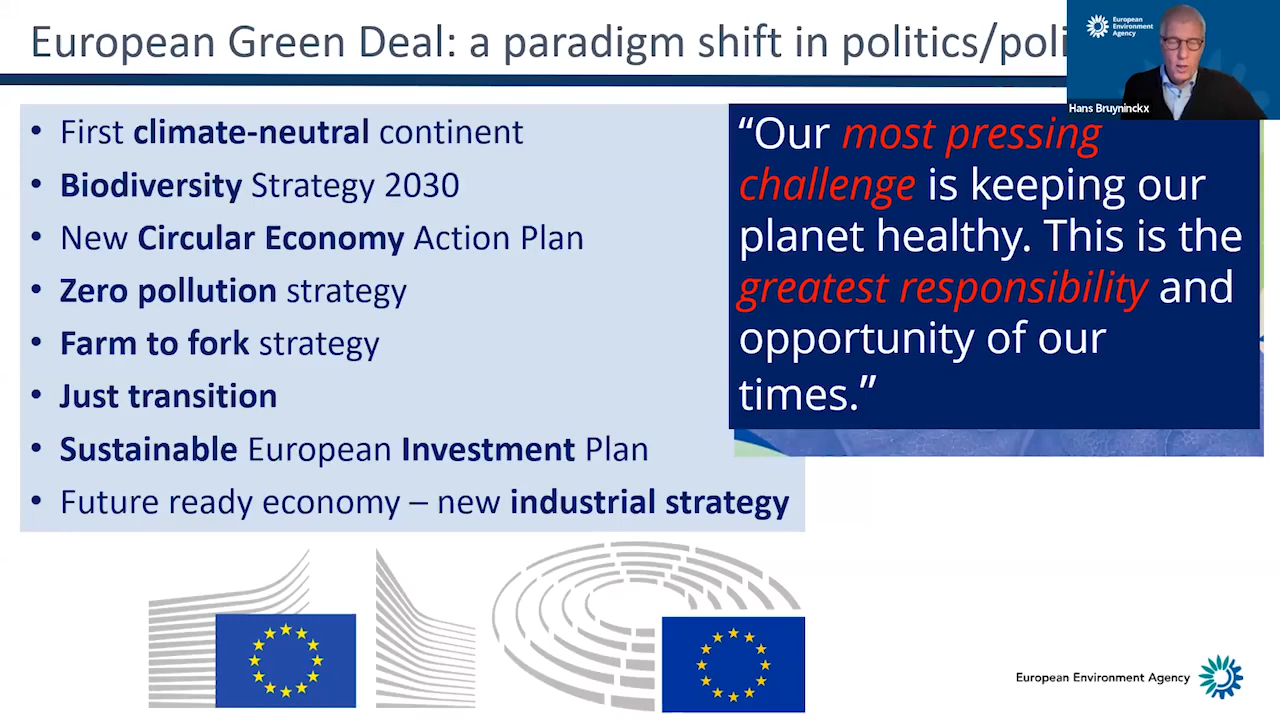 European Green Deal: a paradigm shift in politics/poli
European
Environment
Agency
Hans Bruyninckx
• First climate-neutral continent
• Biodiversity Strategy 2030
• New Circular Economy Action Plan
• Zero pollution strategy
• Farm to fork strategy
• Just transition
• Sustainable European Investment Plan
• Future ready economy – new industrial strategy
“Our most pressing
challenge is keeping our
planet healthy. This is the
greatest responsibility and
opportunity of our
times.”
European Environment Agency